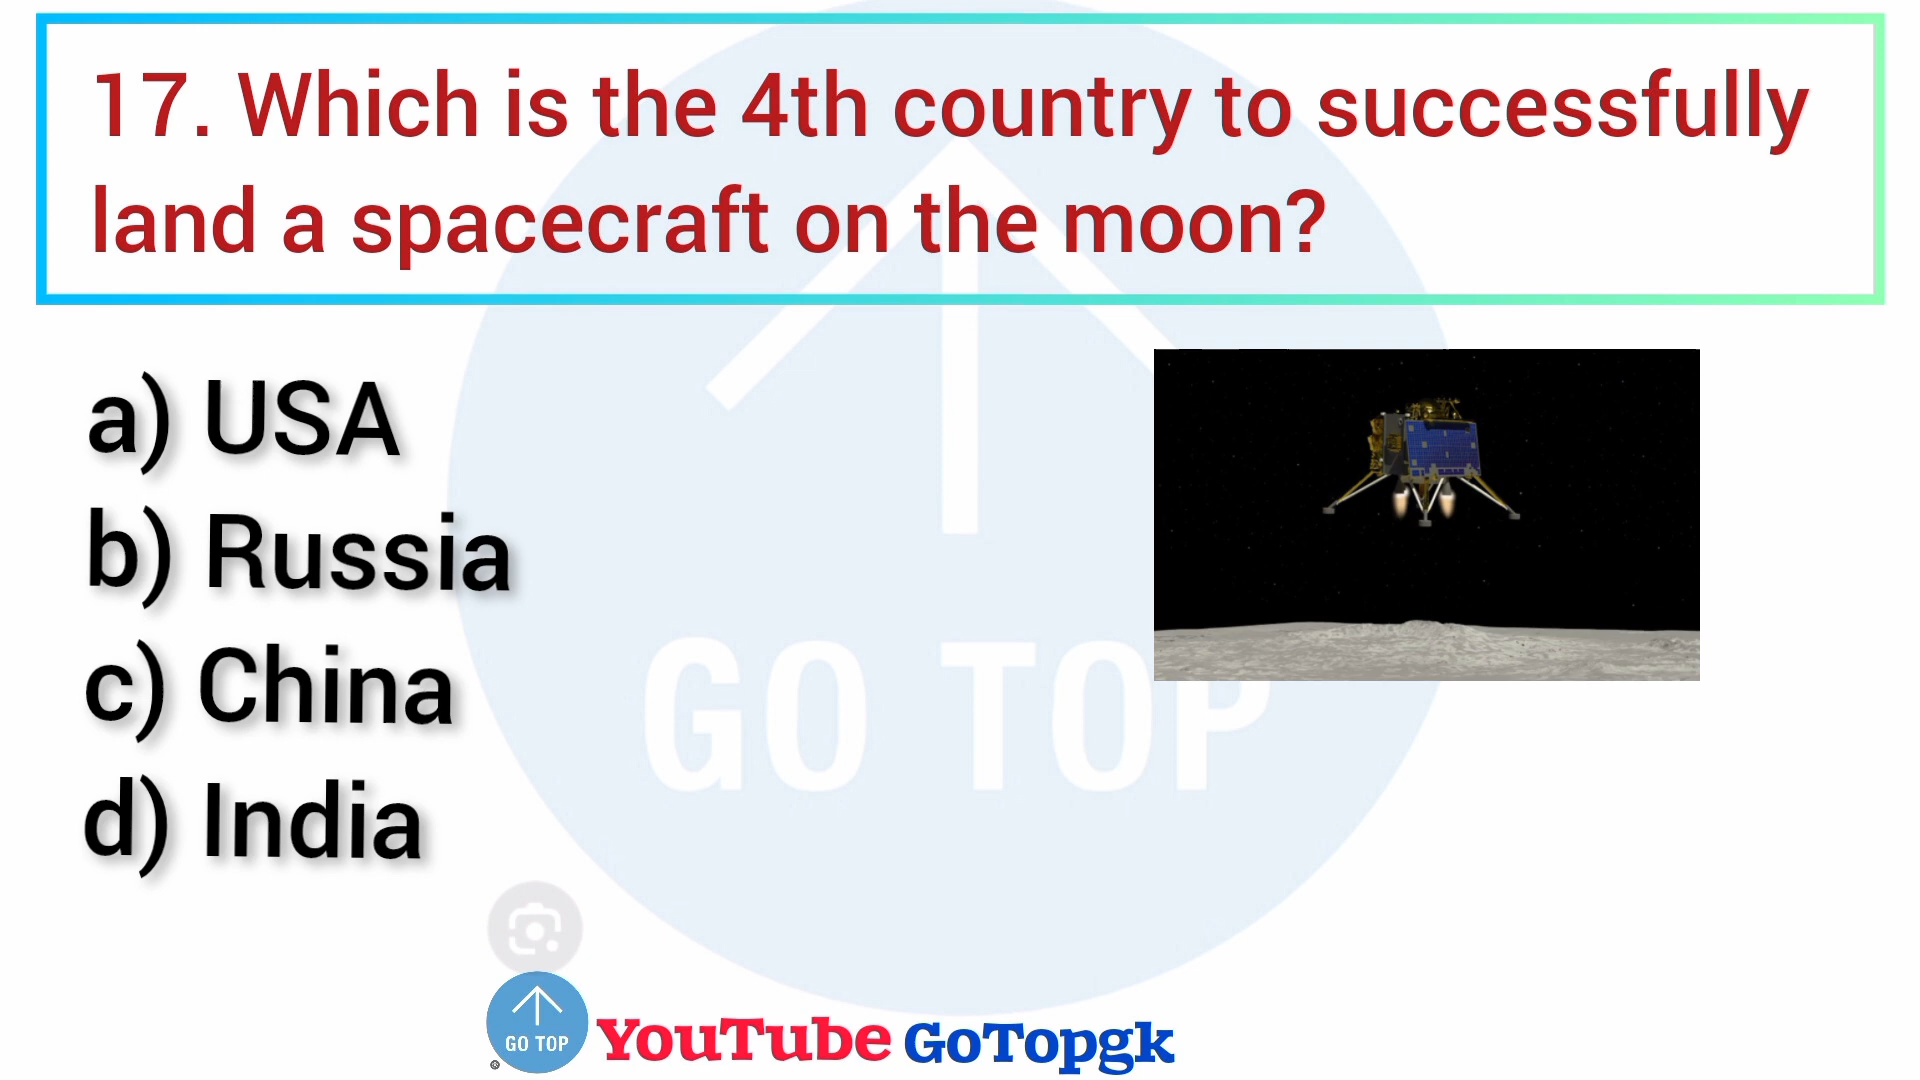 17. Which is the 4th country to successfully
land a spacecraft on the moon?
a) USA
b) Russia
c) China
d) India
GO TOP
GO TOP
YouTube GoTopgk